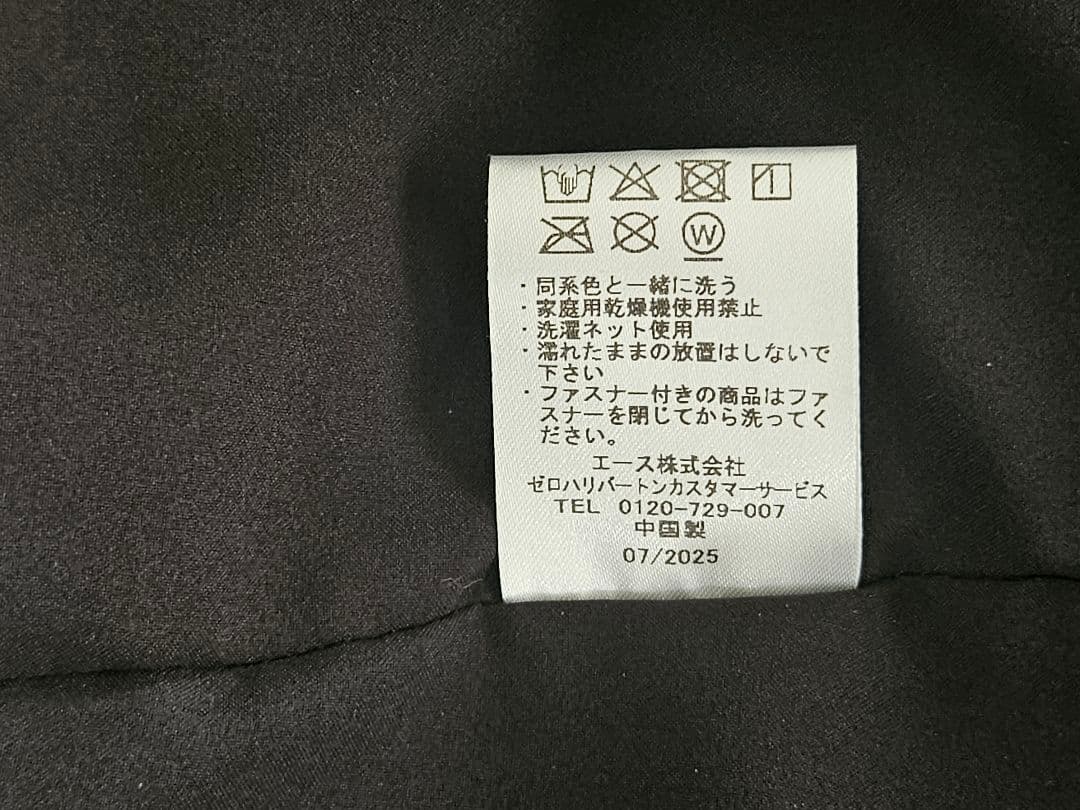 W
・同系色と一緒に洗う
・家庭用乾燥機使用禁止
・洗濯ネット使用
・濡れたままの放置はしないで
下さい
・ファスナー付きの商品はファ
スナーを閉じてから洗ってく
ださい。
エース株式会社
ゼロハリバートンカスタマーサービス
TEL 0120-729-007
中国製
07/2025